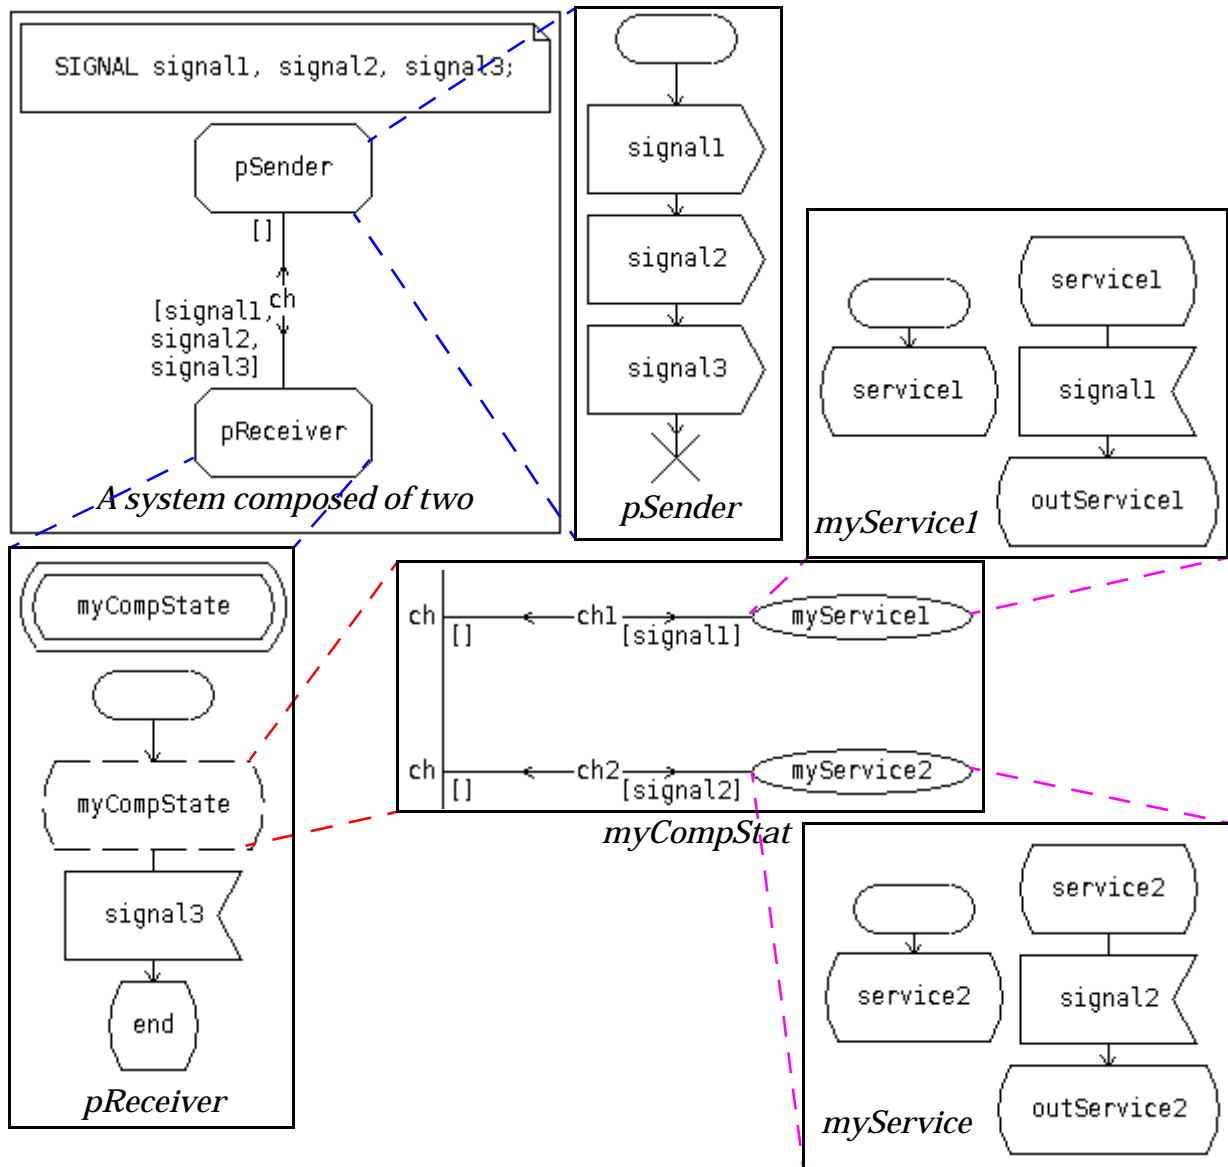 SIGNAL signal1, signal2, signal3;
pSender
[]
ch
[signal1,
signal2,
signal3]
pReceiver
A system composed of two
signal1
signal2
signal3
pSender
service1
service1
signal1
outService1
myService1
myCompState
myCompState
signal3
end
pReceiver
ch
[]
ch1
[signal1]
myService1
ch
[]
ch2
[signal2]
myService2
myCompStat
service2
service2
signal2
outService2
myService